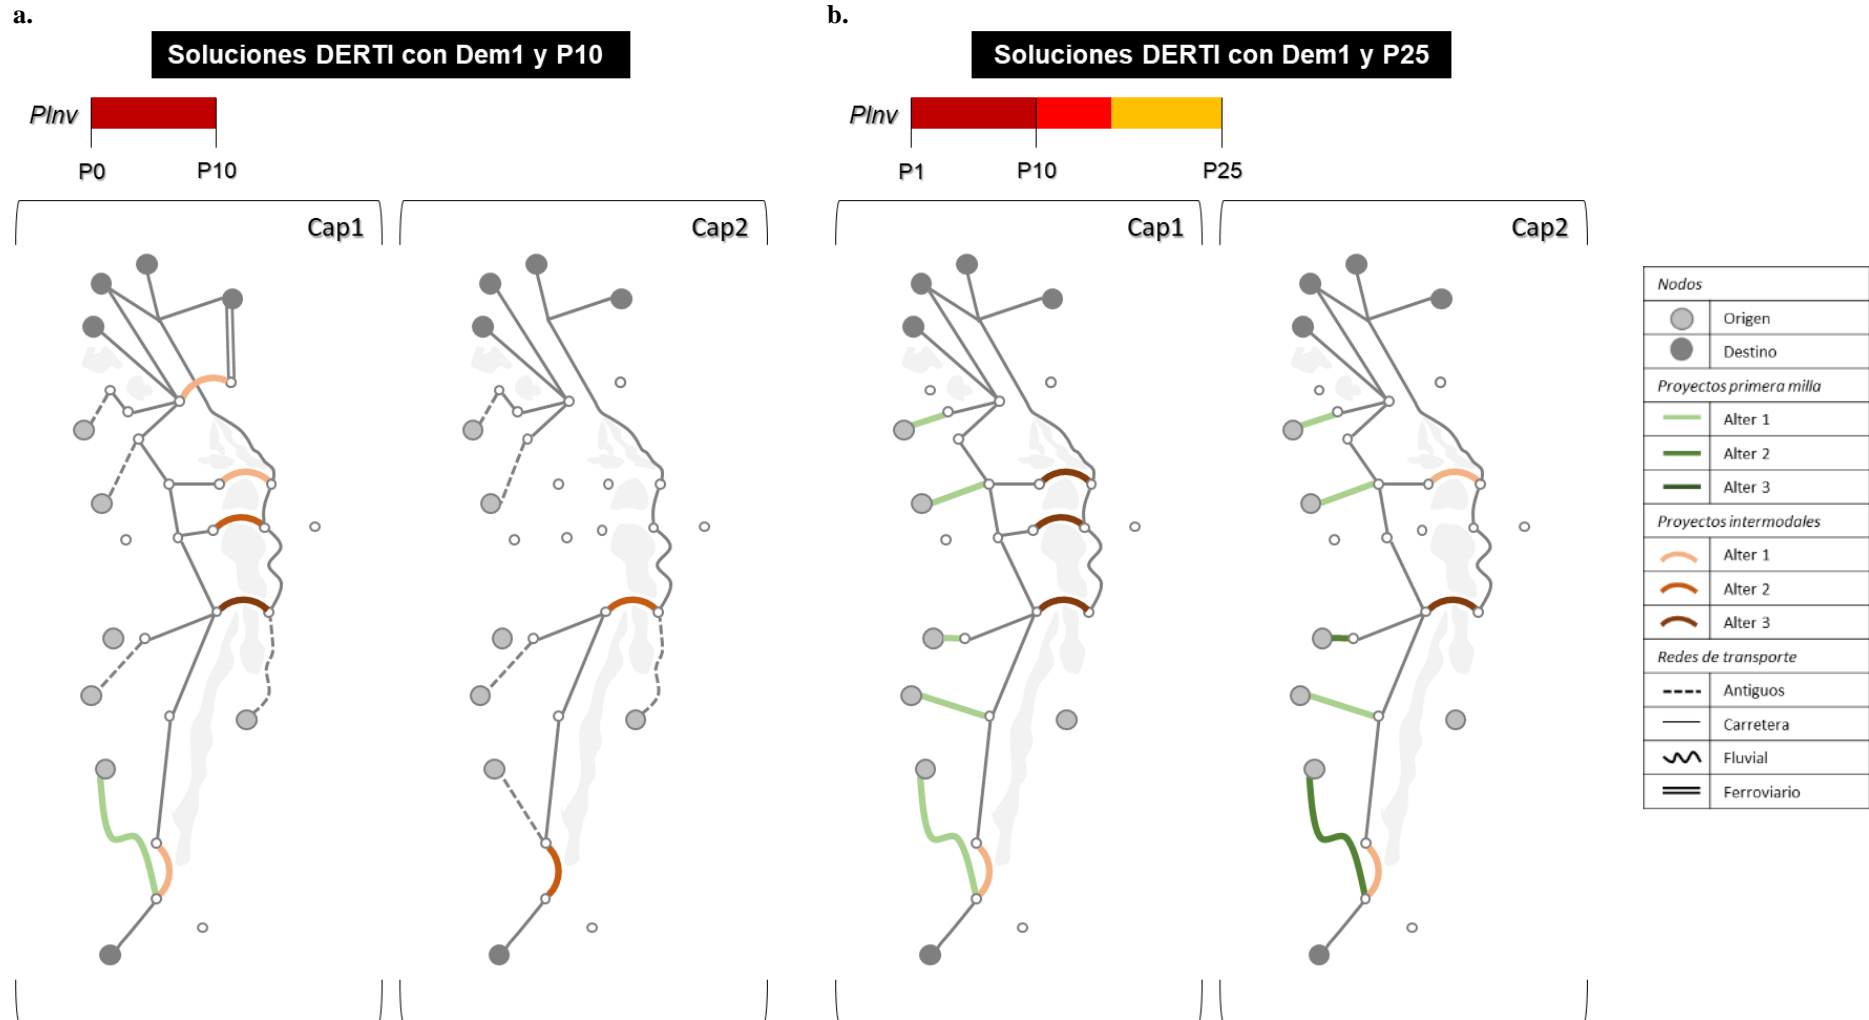 a.
Soluciones DERTI con Dem1 y P10
PInv
P0
P10
Cap1
Cap2
b.
Soluciones DERTI con Dem1 y P25
PInv
P1
P10
P25
Cap1
Cap2
Nodos
Origen
Destino
Proyectos primera milla
Alter 1
Alter 2
Alter 3
Proyectos intermodales
Alter 1
Alter 2
Alter 3
Redes de transporte
Antiguos
Carretera
Fluvial
Ferroviario